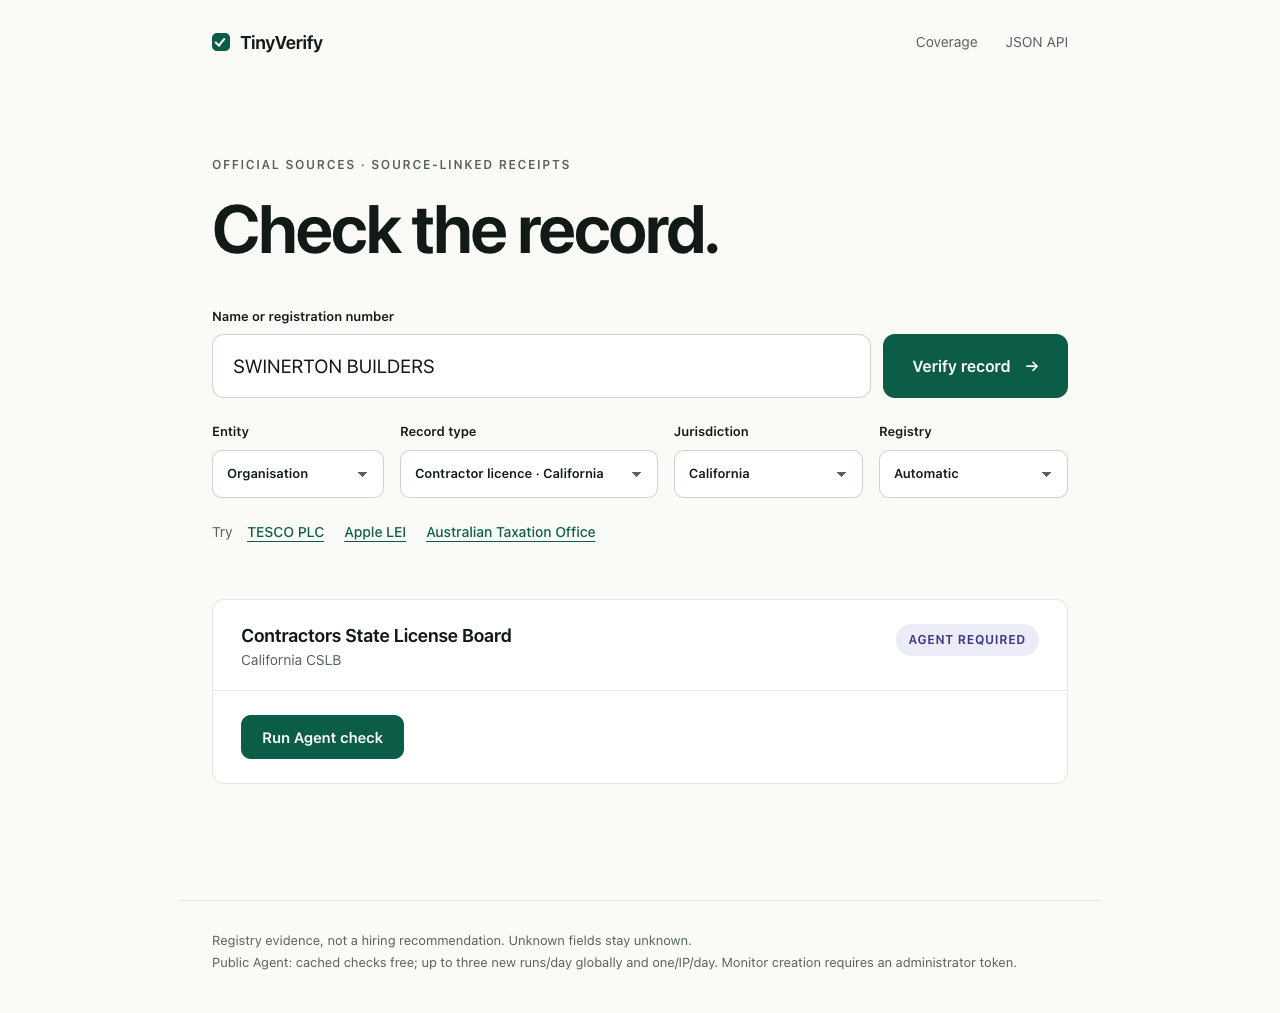 TinyVerify
Coverage
JSON API
OFFICIAL SOURCES · SOURCE-LINKED RECEIPTS
Check the record.
Name or registration number
SWINERTON BUILDERS
Verify record →
Entity
Record type
Jurisdiction
Registry
Organisation
Contractor licence · California
California
Automatic
Try TESCO PLC Apple LEI Australian Taxation Office
Contractors State License Board
AGENT REQUIRED
California CSLB
Run Agent check
Registry evidence, not a hiring recommendation. Unknown fields stay unknown.
Public Agent: cached checks free; up to three new runs/day globally and one/IP/day. Monitor creation requires an administrator token.